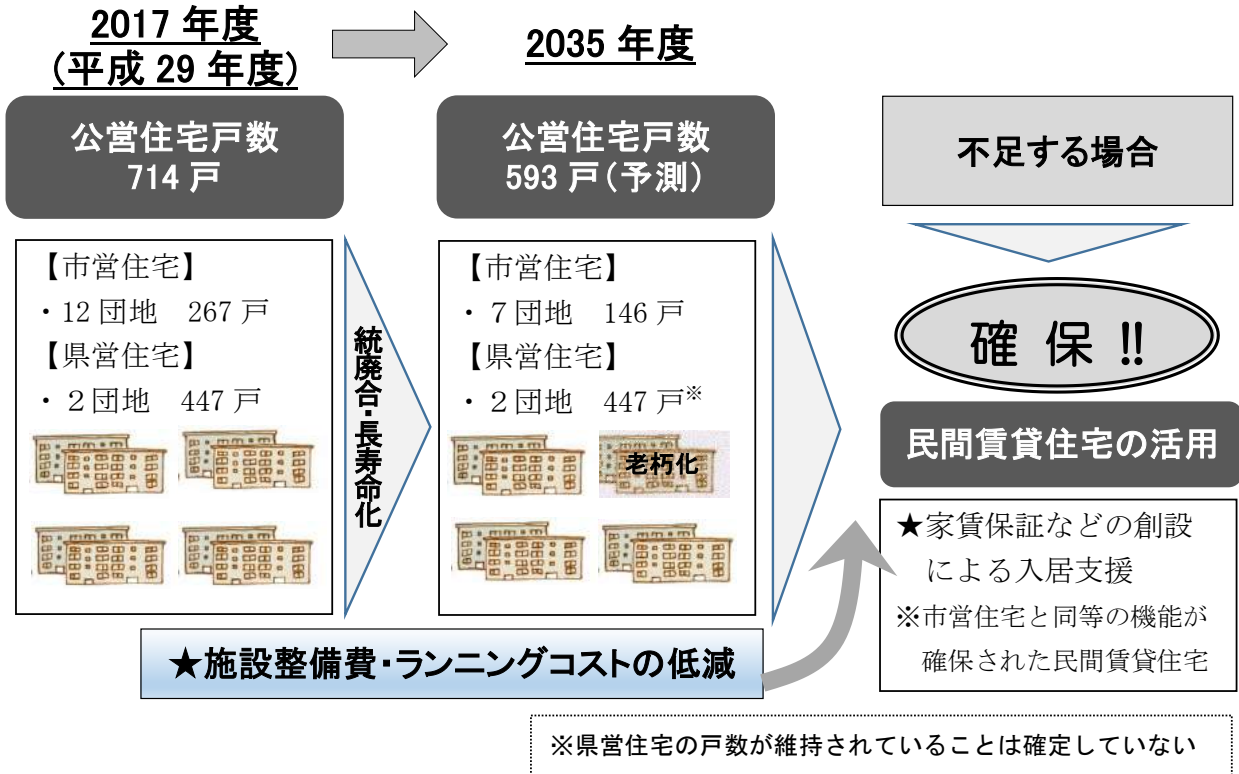 2017 年度
(平成 29 年度)
2035 年度
公営住宅戸数
714 戸
公営住宅戸数
593 戸(予測)
不足する場合
【市営住宅】
・12 団地　267 戸
【県営住宅】
・２団地　447 戸
統廃合・長寿命化
【市営住宅】
・７団地　146 戸
【県営住宅】
・２団地　447 戸※
老朽化
確 保 !!
民間賃貸住宅の活用
★家賃保証などの創設
による入居支援
※市営住宅と同等の機能が
確保された民間賃貸住宅
★施設整備費・ランニングコストの低減
※県営住宅の戸数が維持されていることは確定していない